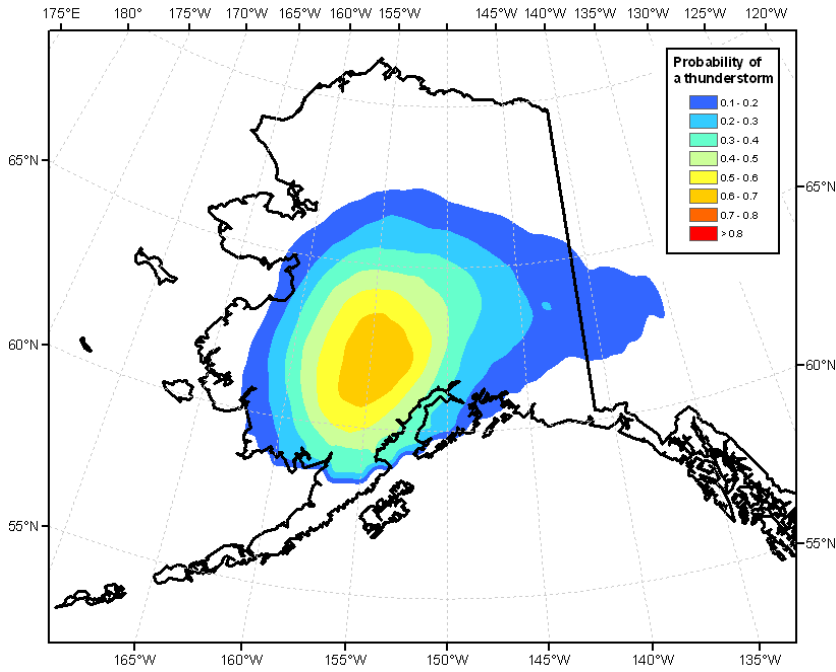 175°E 180° 175°W 170°W 165°W 160°W 155°W 145°W 140°W 135°W 130°W 125°W 120°W
Probability of
a thunderstorm
0.1 - 0.2
0.2 - 0.3
0.3 - 0.4
0.4 - 0.5
0.5 - 0.6
0.6 - 0.7
0.7 - 0.8
> 0.8
65°N
65°N
60°N
60°N
55°N
55°N
165°W 160°W 155°W 150°W 145°W 140°W 135°W